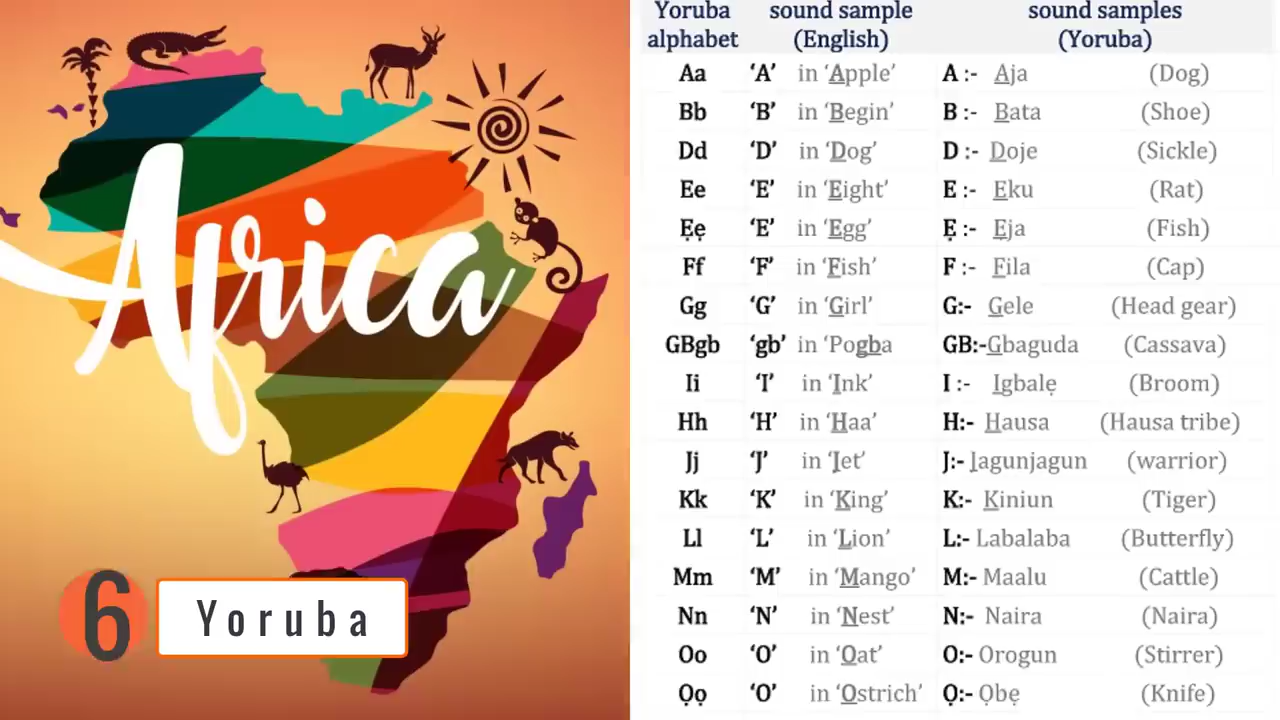 Africa
6
Yoruba
Yoruba alphabet sound sample (English) sound samples (Yoruba)
Aa 'A' in 'Apple' A :- Aja (Dog)
Bb 'B' in 'Begin' B :- Bata (Shoe)
Dd 'D' in 'Dog' D :- Doje (Sickle)
Ee 'E' in 'Eight' E :- Eku (Rat)
Ẹẹ 'E' in 'Egg' Ẹ :- Eja (Fish)
Ff 'F' in 'Fish' F :- Fila (Cap)
Gg 'G' in 'Girl' G:- Gele (Head gear)
GBgb 'gb' in 'Pogba GB:-Gbaguda (Cassava)
Ii 'I' in 'Ink' I :- Igbalẹ (Broom)
Hh 'H' in 'Haa' H:- Hausa (Hausa tribe)
Jj 'J' in 'Jet' J:- Jagunjagun (warrior)
Kk 'K' in 'King' K:- Kiniun (Tiger)
Ll 'L' in 'Lion' L:- Labalaba (Butterfly)
Mm 'M' in 'Mango' M:- Maalu (Cattle)
Nn 'N' in 'Nest' N:- Naira (Naira)
Oo 'O' in 'Oat' O:- Orogun (Stirrer)
Ọọ 'O' in 'Ostrich' Ọ:- Ọbẹ (Knife)